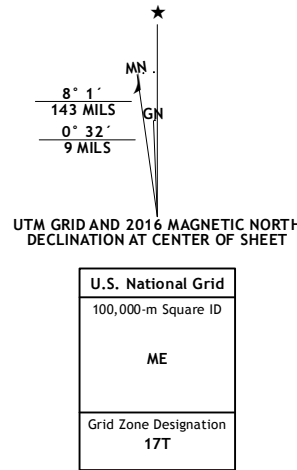 ★
MN
GN
8° 1´
143 MILS
0° 32´
9 MILS
UTM GRID AND 2016 MAGNETIC NORTH
DECLINATION AT CENTER OF SHEET
U.S. National Grid
100,000-m Square ID
ME
Grid Zone Designation
17T